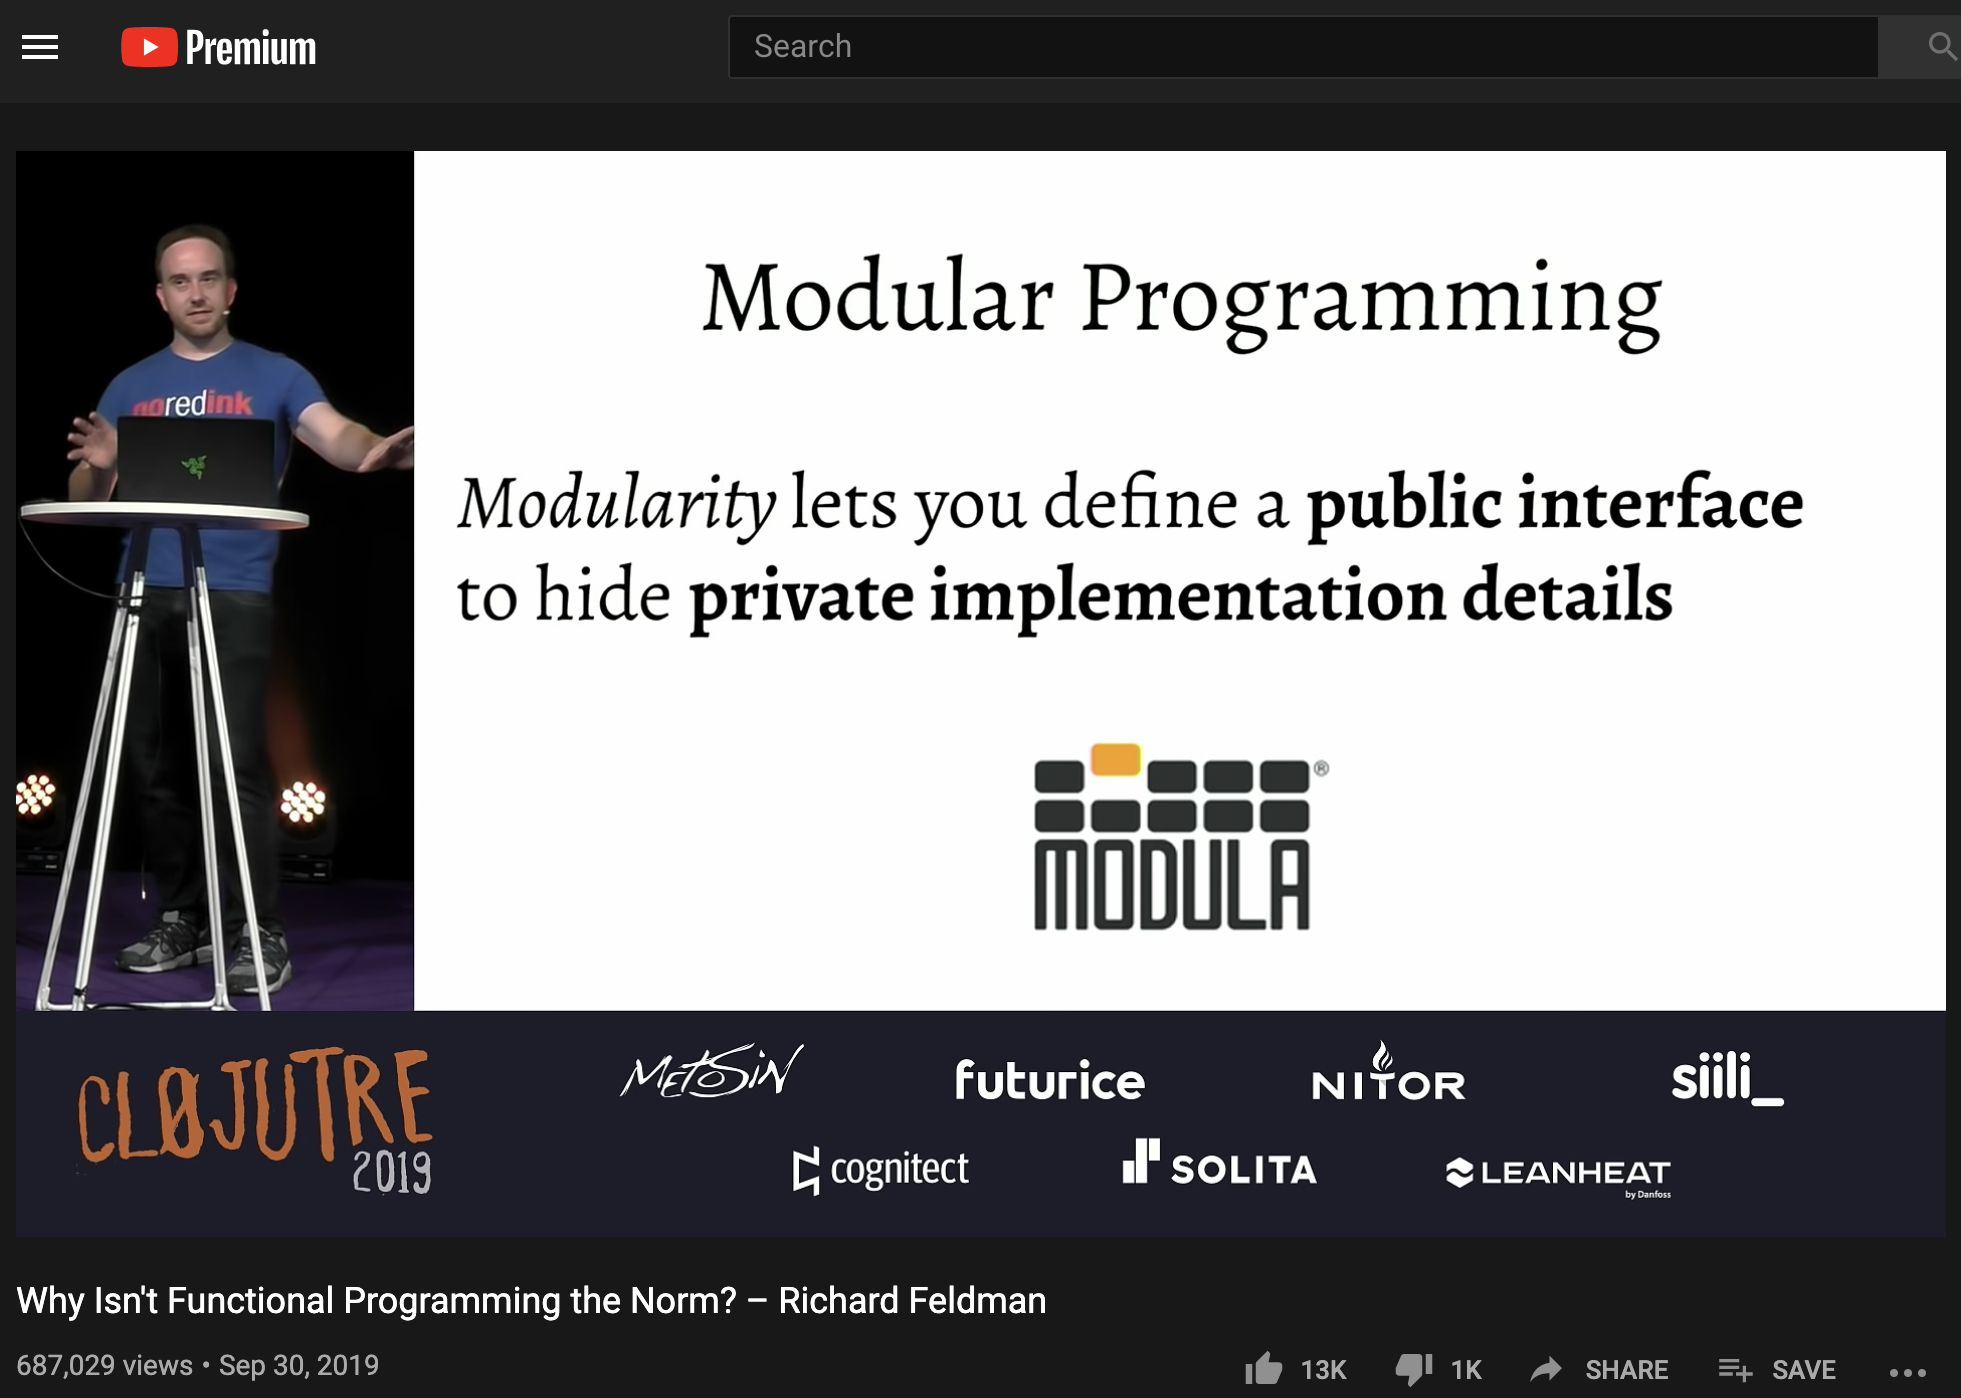 Premium
Search
noredink
Modular Programming
Modularity lets you define a public interface
to hide private implementation details
®
MODULA
CLØJUTRE
2019
METOSIN
futurice
NITOR
siili_
cognitect
SOLITA
LEANHEAT
by Danfoss
Why Isn't Functional Programming the Norm? – Richard Feldman
687,029 views • Sep 30, 2019
13K
1K
SHARE
SAVE